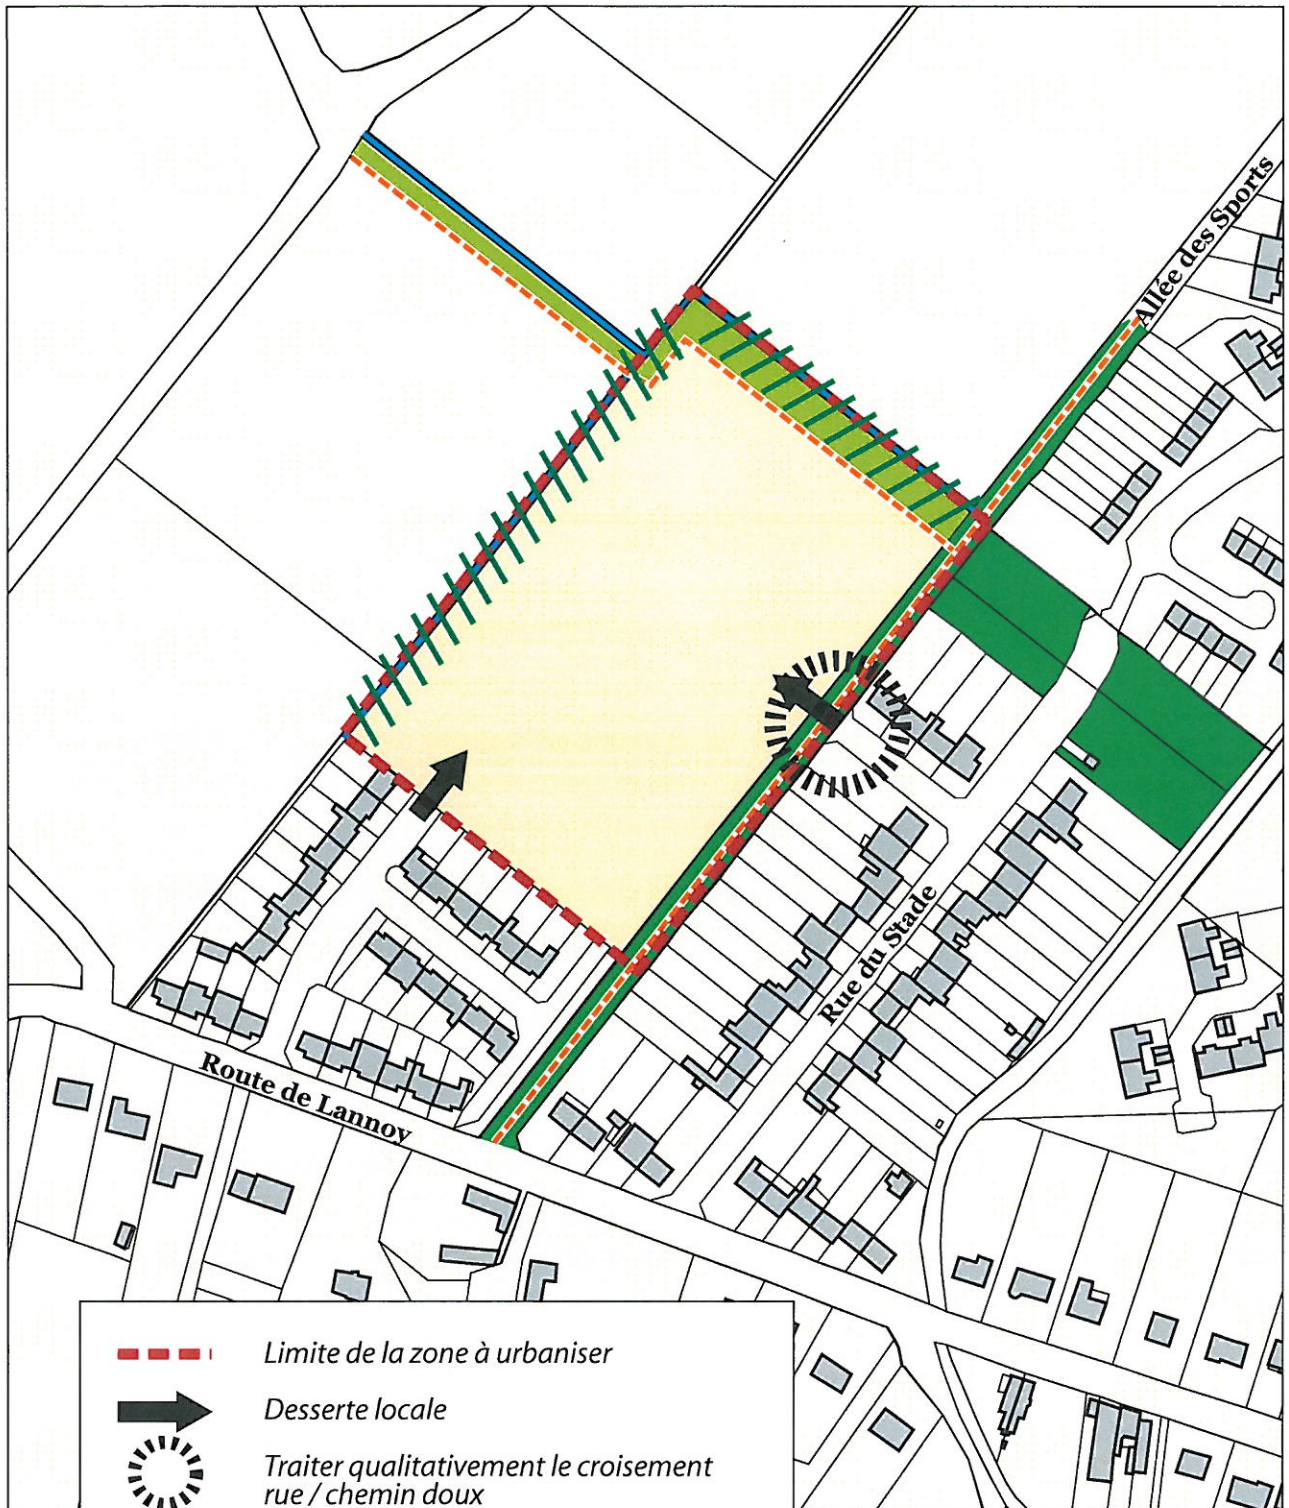 Allée des Sports
Rue du Stade
Route de Lannoy
Limite de la zone à urbaniser
Desserte locale
Traiter qualitativement le croisement
rue / chemin doux